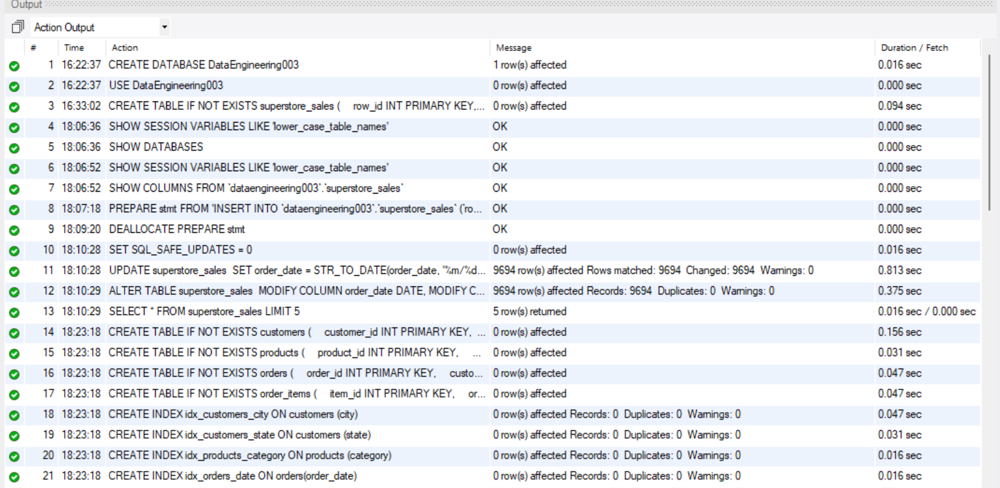 Output
Action Output
# Time Action Message Duration / Fetch
1 16:22:37 CREATE DATABASE DataEngineering003 1 row(s) affected 0.016 sec
2 16:22:37 USE DataEngineering003 0 row(s) affected 0.000 sec
3 16:33:02 CREATE TABLE IF NOT EXISTS superstore_sales ( row_id INT PRIMARY KEY,... 0 row(s) affected 0.094 sec
4 18:06:36 SHOW SESSION VARIABLES LIKE 'lower_case_table_names' OK 0.000 sec
5 18:06:36 SHOW DATABASES OK 0.000 sec
6 18:06:52 SHOW SESSION VARIABLES LIKE 'lower_case_table_names' OK 0.000 sec
7 18:06:52 SHOW COLUMNS FROM `dataengineering003`.`superstore_sales` OK 0.000 sec
8 18:07:18 PREPARE stmt FROM 'INSERT INTO `dataengineering003`.`superstore_sales` (`ro... OK 0.000 sec
9 18:09:20 DEALLOCATE PREPARE stmt OK 0.000 sec
10 18:10:28 SET SQL_SAFE_UPDATES = 0 0 row(s) affected 0.016 sec
11 18:10:28 UPDATE superstore_sales SET order_date = STR_TO_DATE(order_date, '%m/%d... 9694 row(s) affected Rows matched: 9694 Changed: 9694 Warnings: 0 0.813 sec
12 18:10:29 ALTER TABLE superstore_sales MODIFY COLUMN order_date DATE, MODIFY C... 9694 row(s) affected Records: 9694 Duplicates: 0 Warnings: 0 0.375 sec
13 18:10:29 SELECT * FROM superstore_sales LIMIT 5 5 row(s) returned 0.016 sec / 0.000 sec
14 18:23:18 CREATE TABLE IF NOT EXISTS customers ( customer_id INT PRIMARY KEY, ... 0 row(s) affected 0.156 sec
15 18:23:18 CREATE TABLE IF NOT EXISTS products ( product_id INT PRIMARY KEY, ... 0 row(s) affected 0.031 sec
16 18:23:18 CREATE TABLE IF NOT EXISTS orders ( order_id INT PRIMARY KEY, custo... 0 row(s) affected 0.047 sec
17 18:23:18 CREATE TABLE IF NOT EXISTS order_items ( item_id INT PRIMARY KEY, or... 0 row(s) affected 0.047 sec
18 18:23:18 CREATE INDEX idx_customers_city ON customers (city) 0 row(s) affected Records: 0 Duplicates: 0 Warnings: 0 0.047 sec
19 18:23:18 CREATE INDEX idx_customers_state ON customers (state) 0 row(s) affected Records: 0 Duplicates: 0 Warnings: 0 0.031 sec
20 18:23:18 CREATE INDEX idx_products_category ON products (category) 0 row(s) affected Records: 0 Duplicates: 0 Warnings: 0 0.016 sec
21 18:23:18 CREATE INDEX idx_orders_date ON orders(order_date) 0 row(s) affected Records: 0 Duplicates: 0 Warnings: 0 0.016 sec